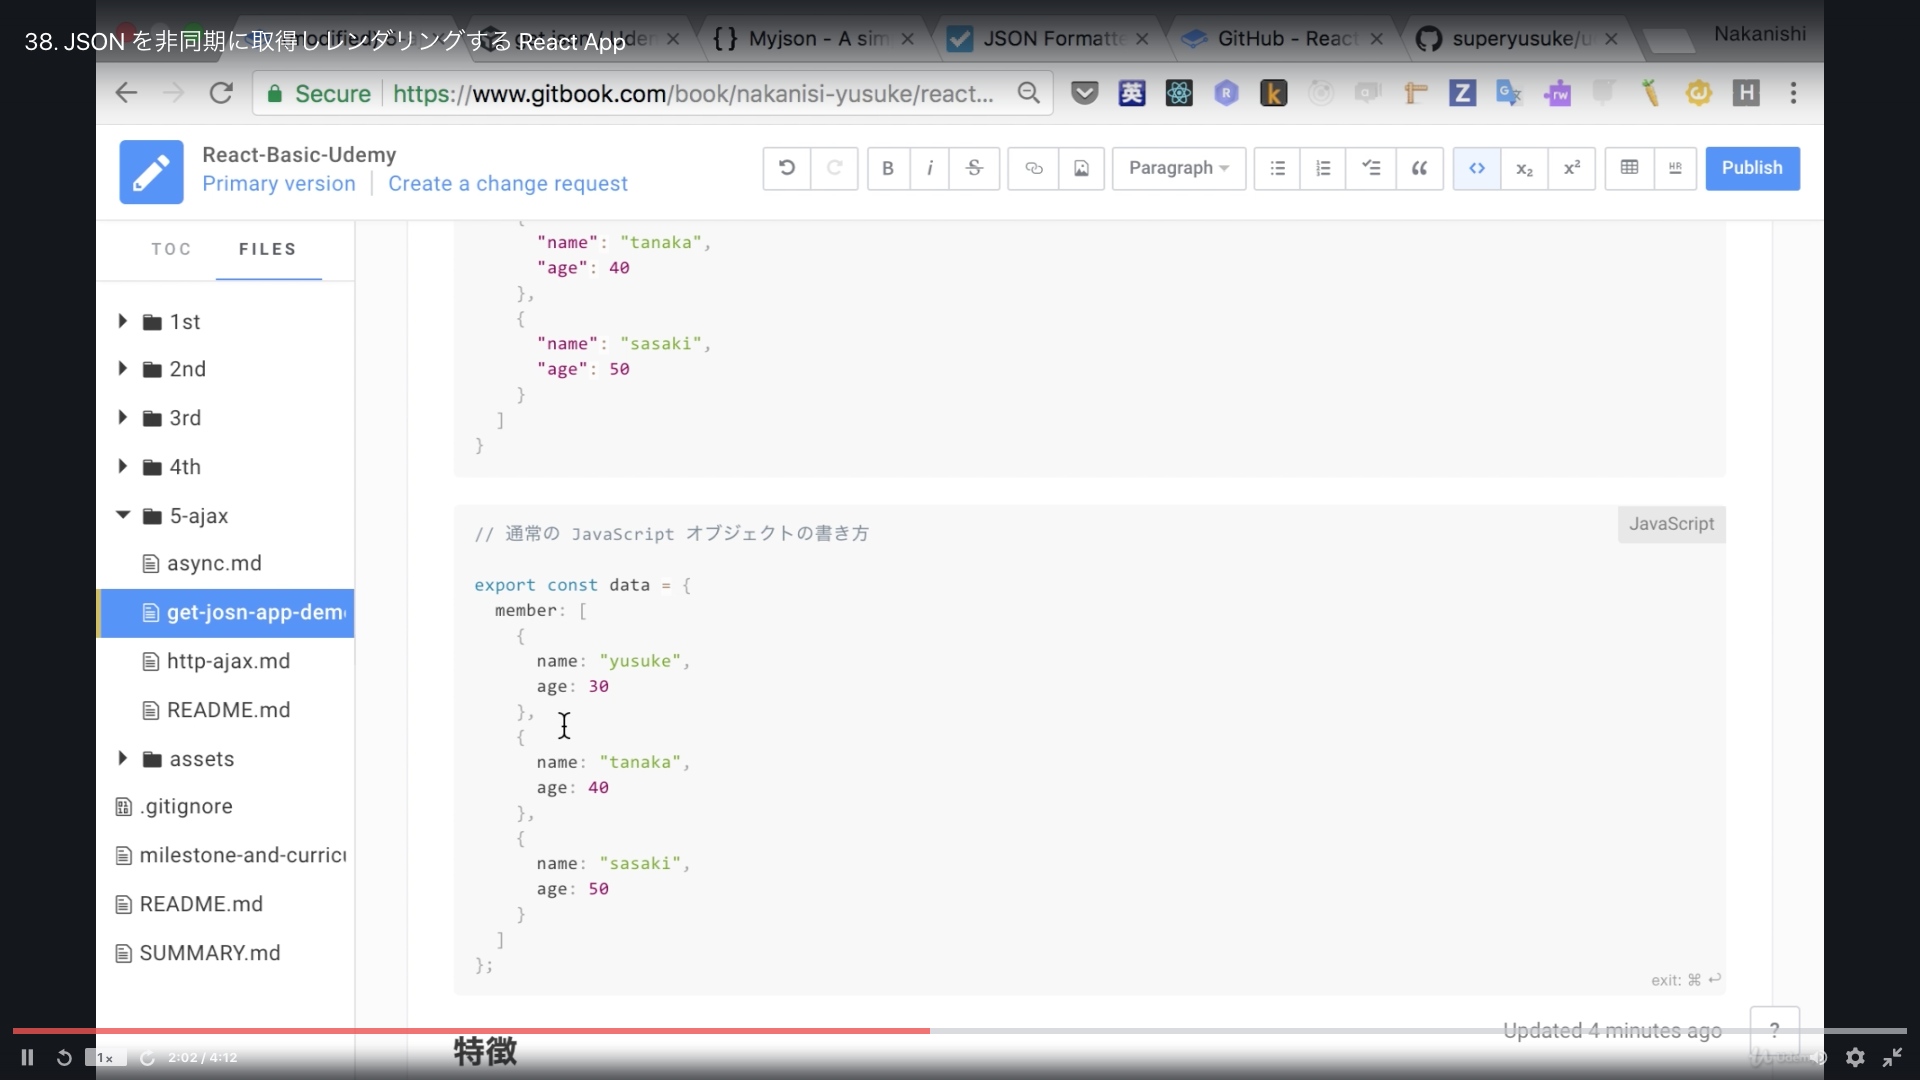 38. JSON を非同期に取得しレンダリングする React App
Myjson - A sim
JSON Formatte
GitHub - React
superyusuke/u
Nakanishi
Secure
https://www.gitbook.com/book/nakanisi-yusuke/react...
React-Basic-Udemy
Primary version
Create a change request
Paragraph
Publish
TOC
FILES
1st
2nd
3rd
4th
5-ajax
async.md
get-josn-app-dem
http-ajax.md
README.md
assets
.gitignore
milestone-and-curricu
README.md
SUMMARY.md
{
"name": "tanaka",
"age": 40
},
{
"name": "sasaki",
"age": 50
}
]
}
JavaScript
// 通常の JavaScript オブジェクトの書き方
export const data = {
member: [
{
name: "yusuke",
age: 30
},
{
name: "tanaka",
age: 40
},
{
name: "sasaki",
age: 50
}
]
};
exit: ⌘ ↩
Updated 4 minutes ago
?
特徴
1x
2:02 / 4:12